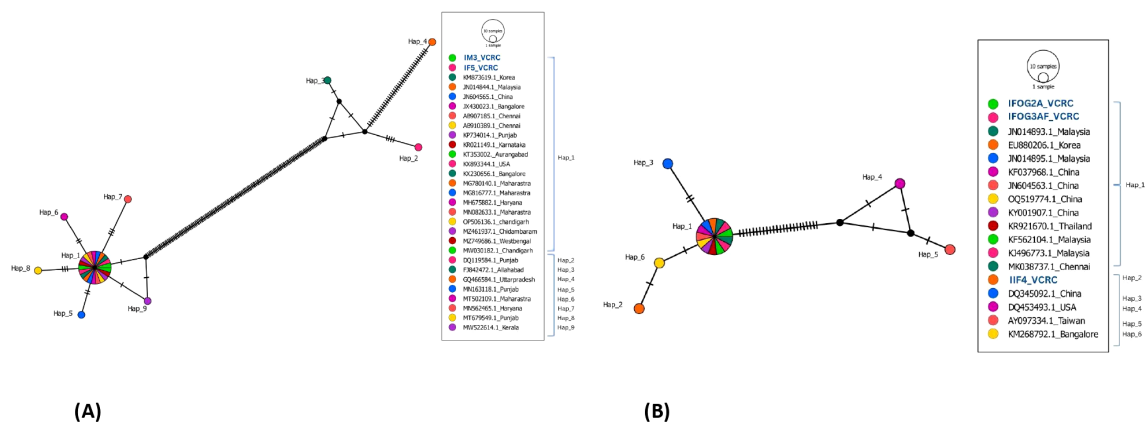 Hap_4
Hap_3
Hap_2
Hap_7
Hap_6
Hap_1
Hap_8
Hap_9
Hap_5
10 samples
1 sample
IM3_VCRC
IF5_VCRC
KM873619.1_Korea
JN014844.1_Malaysia
JN604565.1_China
JX430023.1_Bangalore
AB907185.1_Chennai
AB910389.1_Chennai
KP734014.1_Punjab
KR021149.1_Karnataka
KT353002._Aurangabad
KX893344.1_USA
KX230656.1_Bangalore
MG780140.1_Maharastra
MG816777.1_Maharastra
MH675882.1_Haryana
MN082633.1_Maharastra
OP506136.1_chandigarh
MZ461937.1_Chidambaram
MZ749686.1_Westbengal
MW030182.1_Chandigarh
DQ119584.1_Punjab
FJ842472.1_Allahabad
GQ466584.1_Uttarpradesh
MN163118.1_Punjab
MT502109.1_Maharastra
MN562465.1_Haryana
MT679549.1_Punjab
MW522614.1_Kerala
Hap_1
Hap_2
Hap_3
Hap_4
Hap_5
Hap_6
Hap_7
Hap_8
Hap_9
(A)
Hap_3
Hap_4
Hap_1
Hap_5
Hap_6
Hap_2
10 samples
1 sample
IFOG2A_VCRC
IFOG3AF_VCRC
JN014893.1_Malaysia
EU880206.1_Korea
JN014895.1_Malaysia
KF037968.1_China
JN604563.1_China
OQ519774.1_China
KY001907.1_China
KR921670.1_Thailand
KF562104.1_Malaysia
KJ496773.1_Malaysia
MK038737.1_Chennai
IIF4_VCRC
DQ345092.1_China
DQ453493.1_USA
AY097334.1_Taiwan
KM268792.1_Bangalore
Hap_1
Hap_2
Hap_3
Hap_4
Hap_5
Hap_6
(B)